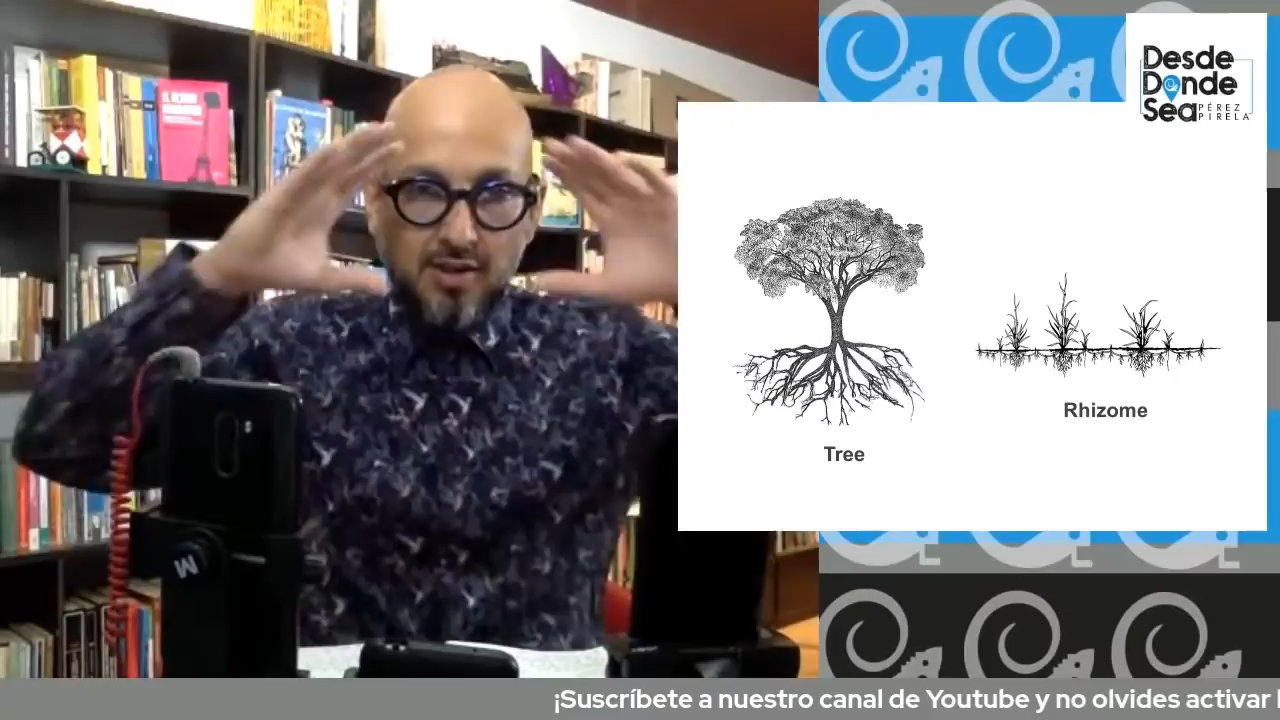 Desde
Donde
Sea
PÉREZ
PIRELA
Tree
Rhizome
¡Suscríbete a nuestro canal de Youtube y no olvides activar
M